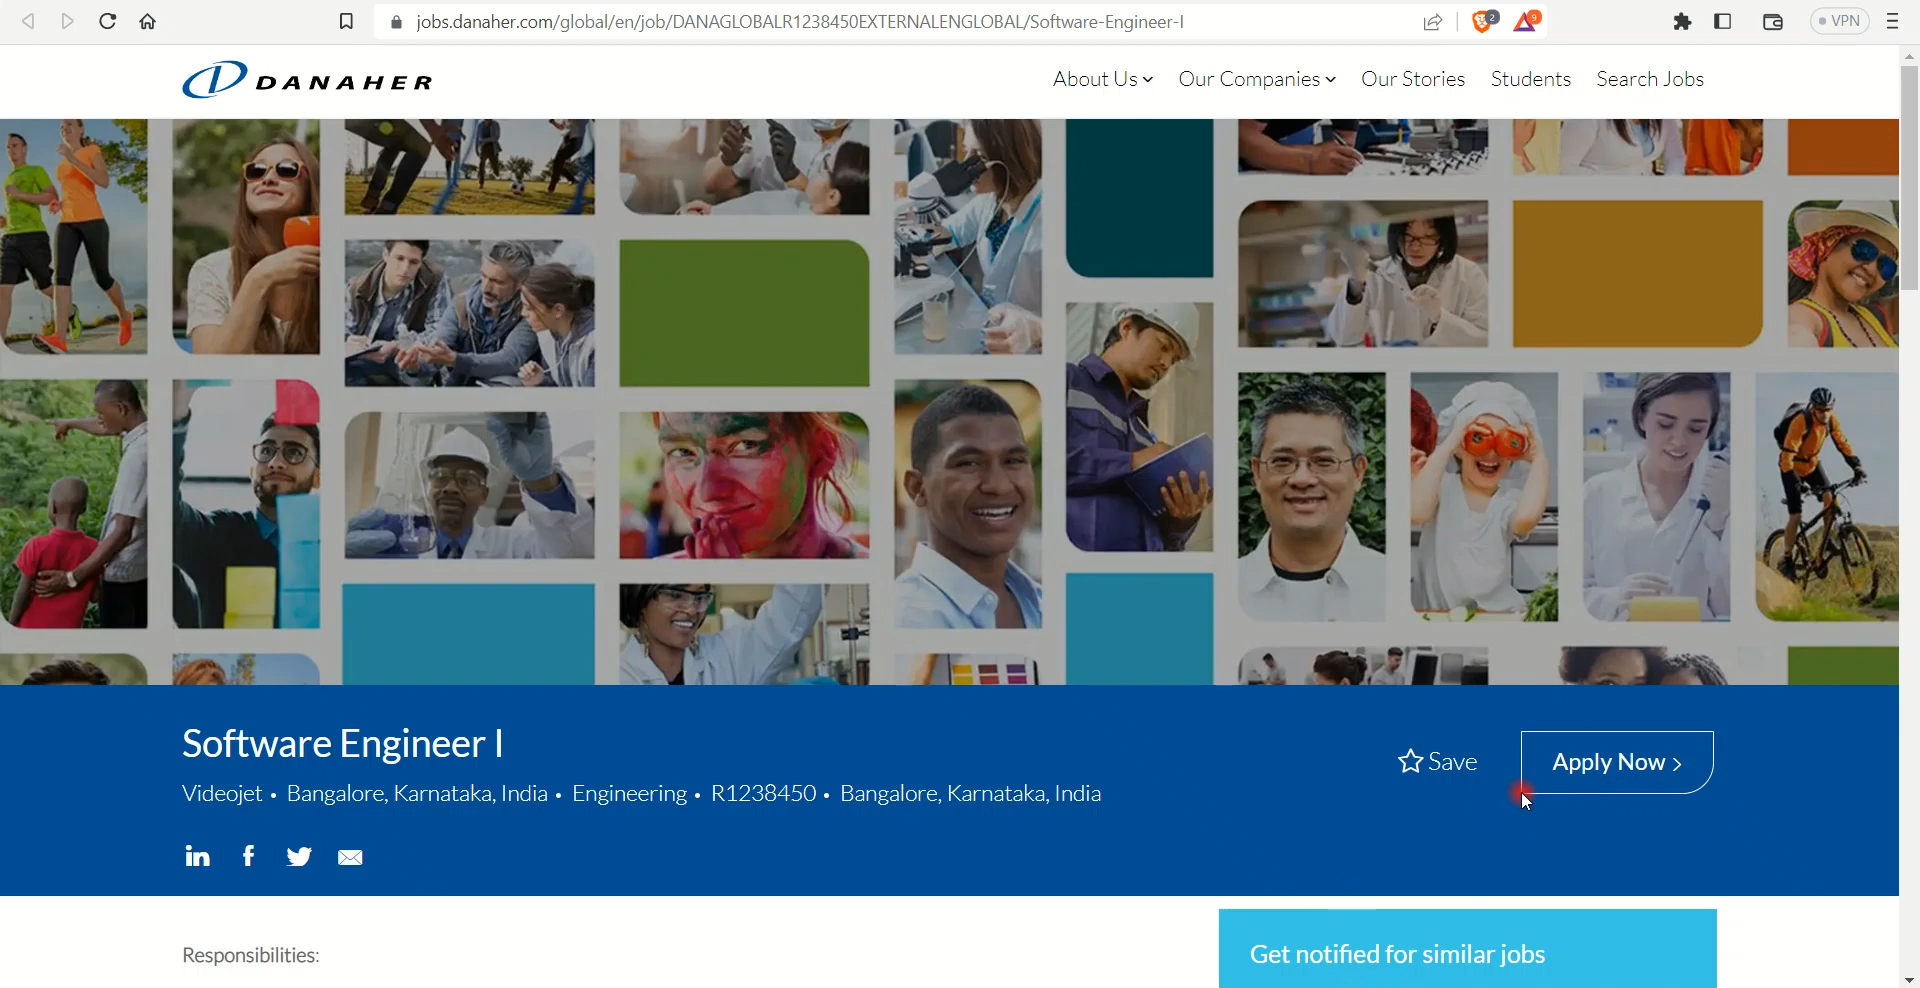 jobs.danaher.com/global/en/job/DANAGLOBALR1238450EXTERNALENGLOBAL/Software-Engineer-I
2
9
VPN
DANAHER
About Us
Our Companies
Our Stories
Students
Search Jobs
Software Engineer I
Save
Apply Now >
Videojet • Bangalore, Karnataka, India • Engineering • R1238450 • Bangalore, Karnataka, India
Responsibilities:
Get notified for similar jobs